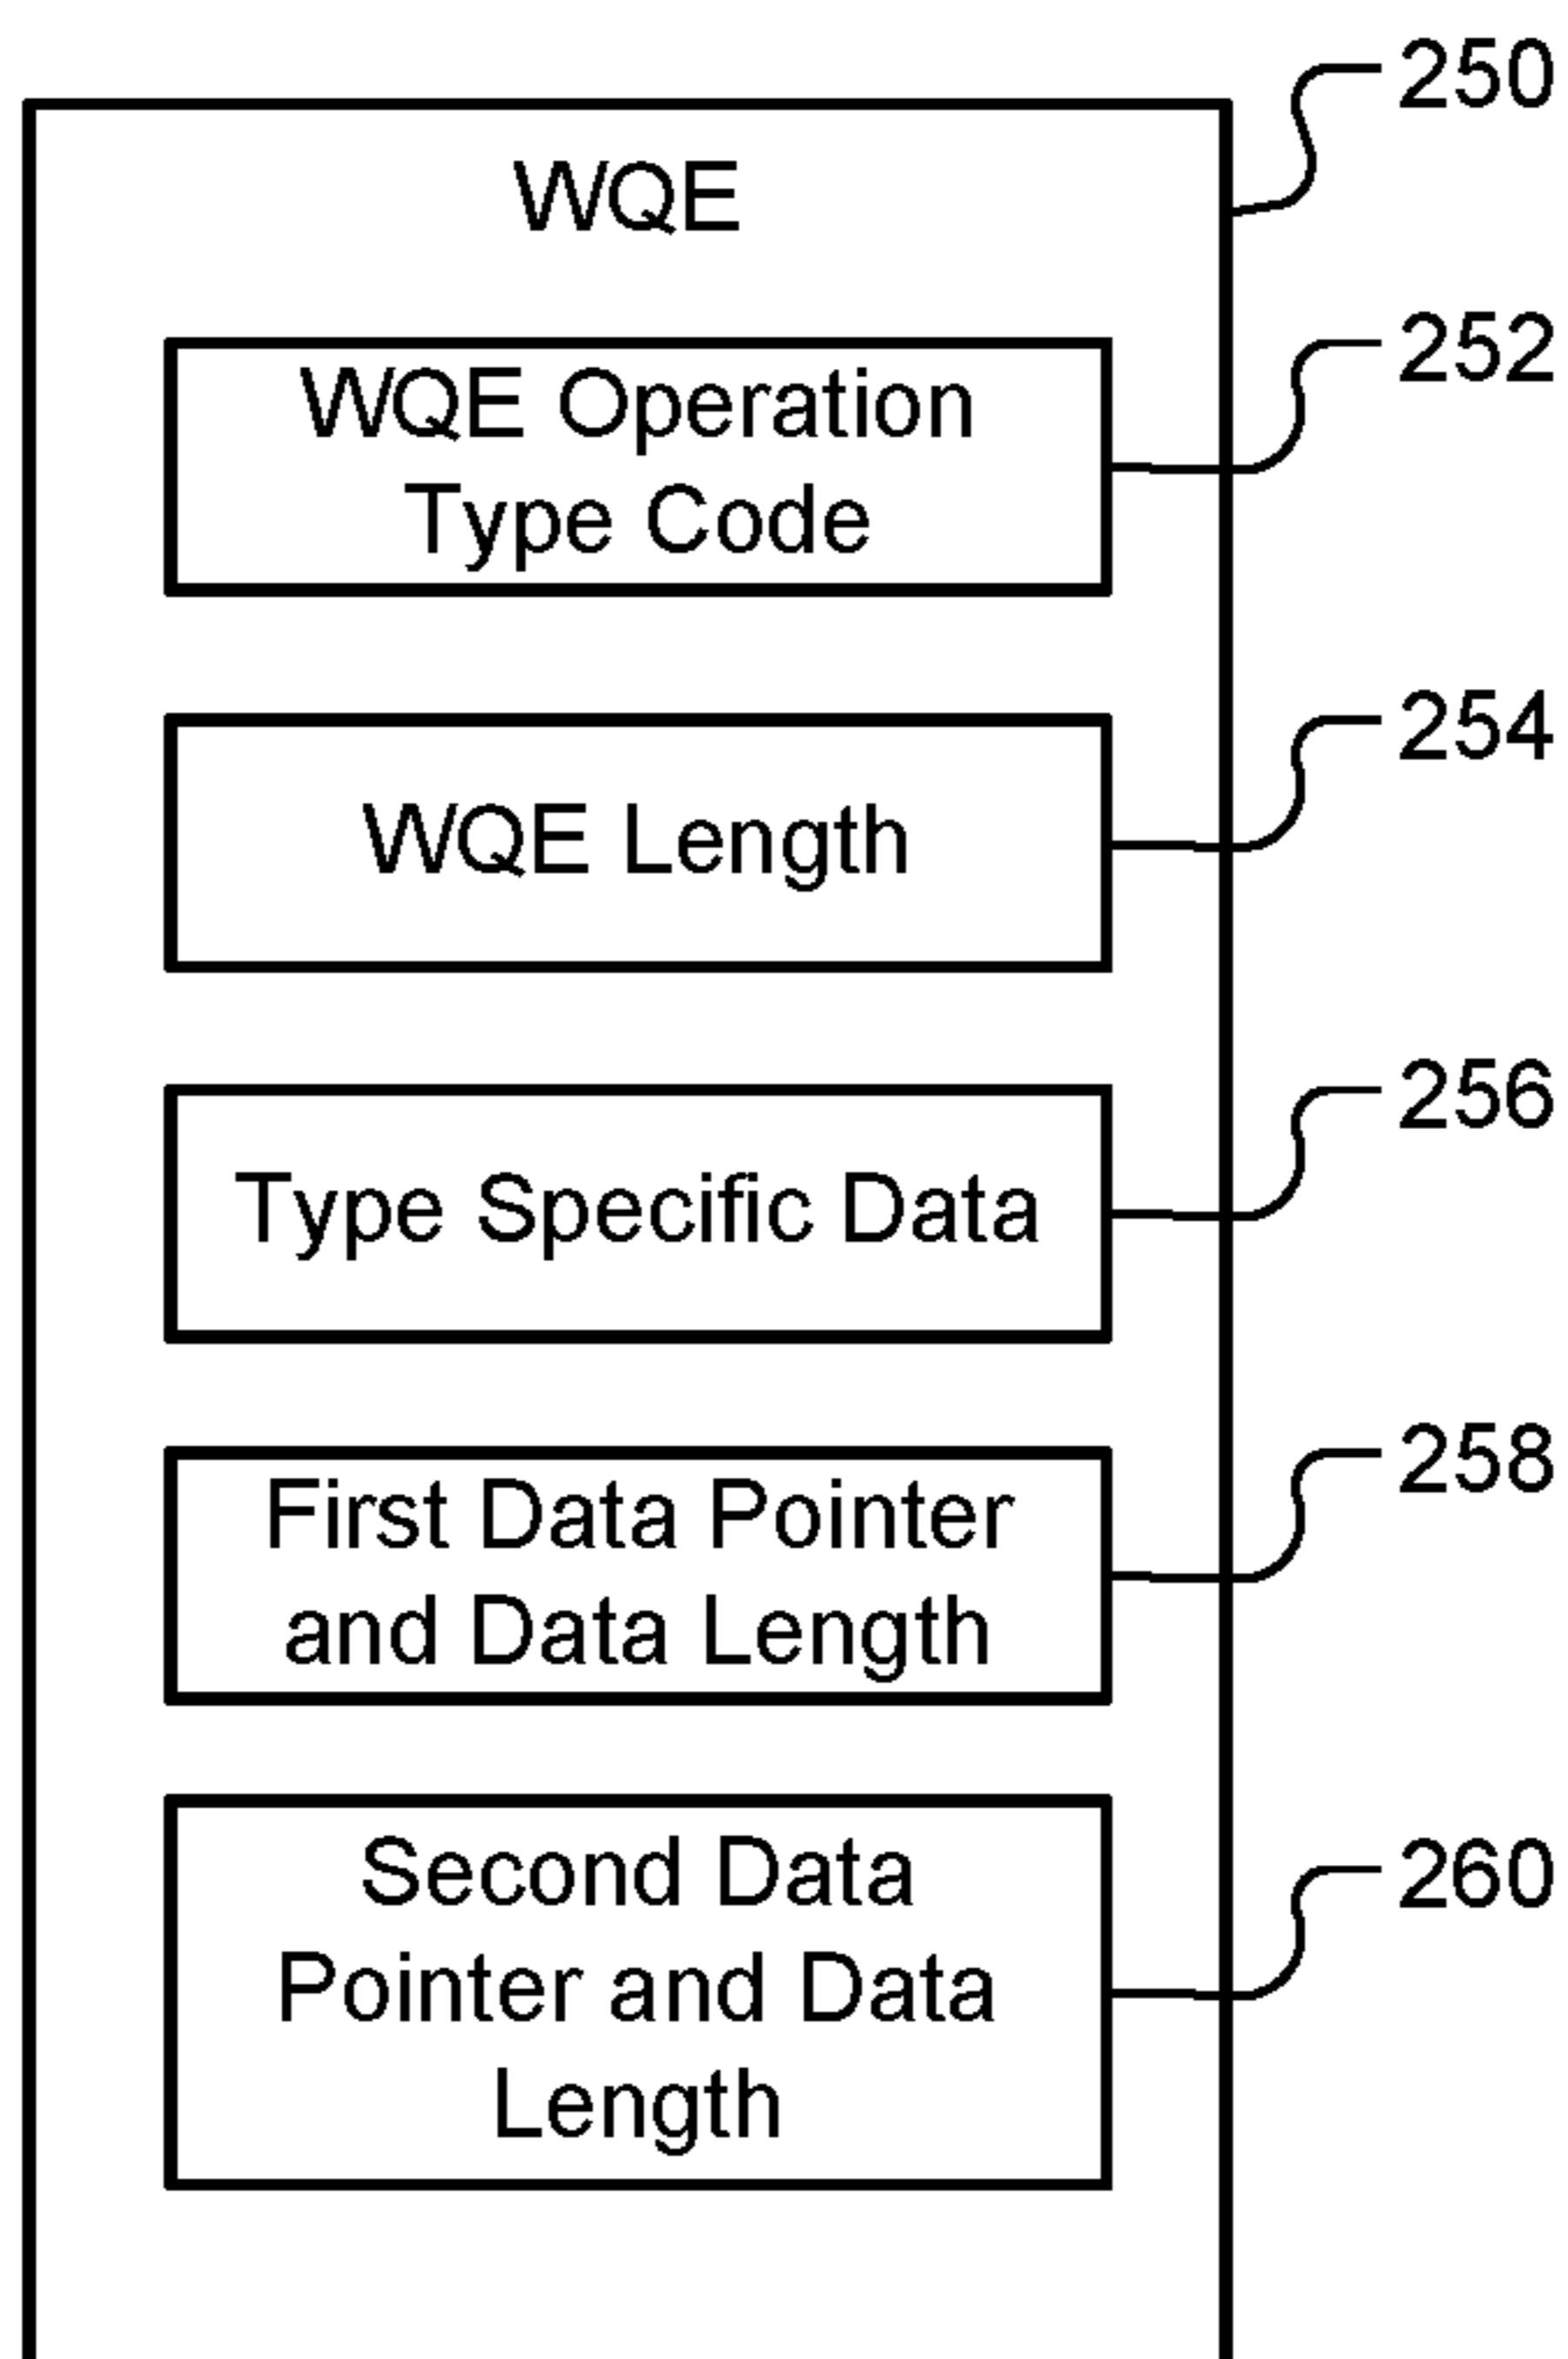 250
WQE
252
WQE Operation
Type Code
254
WQE Length
256
Type Specific Data
258
First Data Pointer
and Data Length
260
Second Data
Pointer and Data
Length